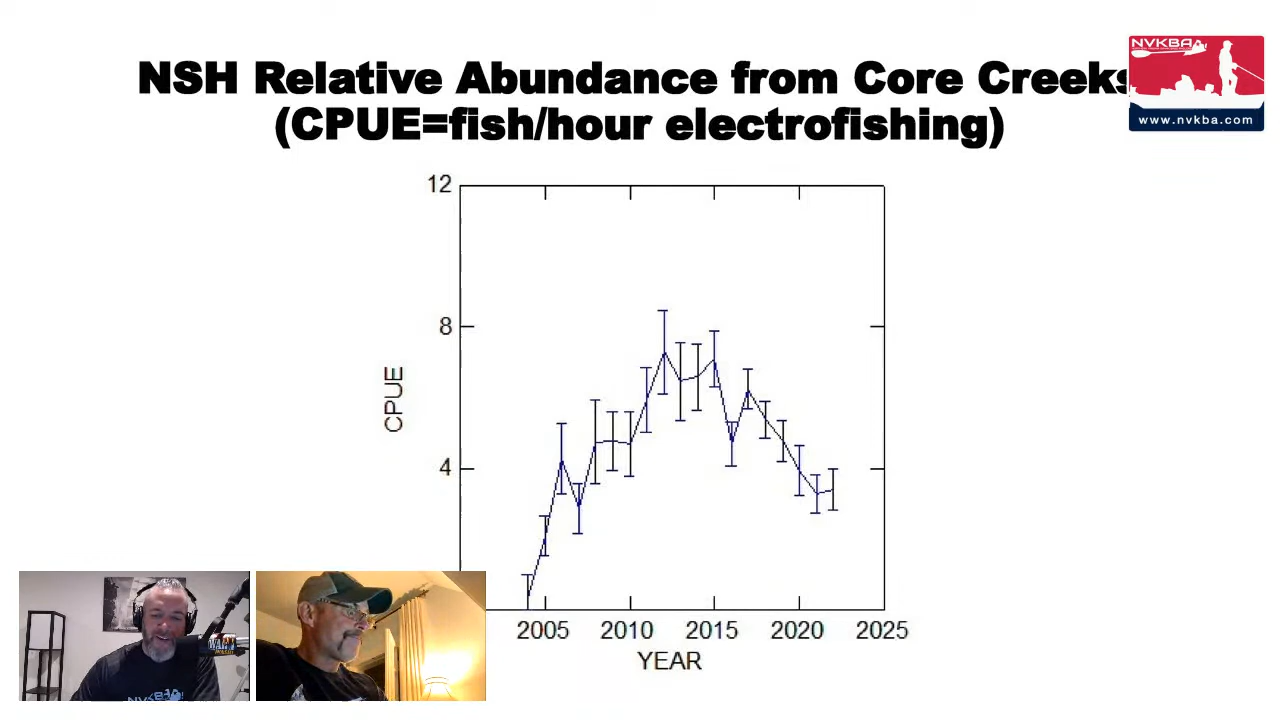 NSH Relative Abundance from Core Creeks
(CPUE=fish/hour electrofishing)
NVKBA
www.nvkba.com
12
8
4
CPUE
2005 2010 2015 2020 2025
YEAR
NVKBA